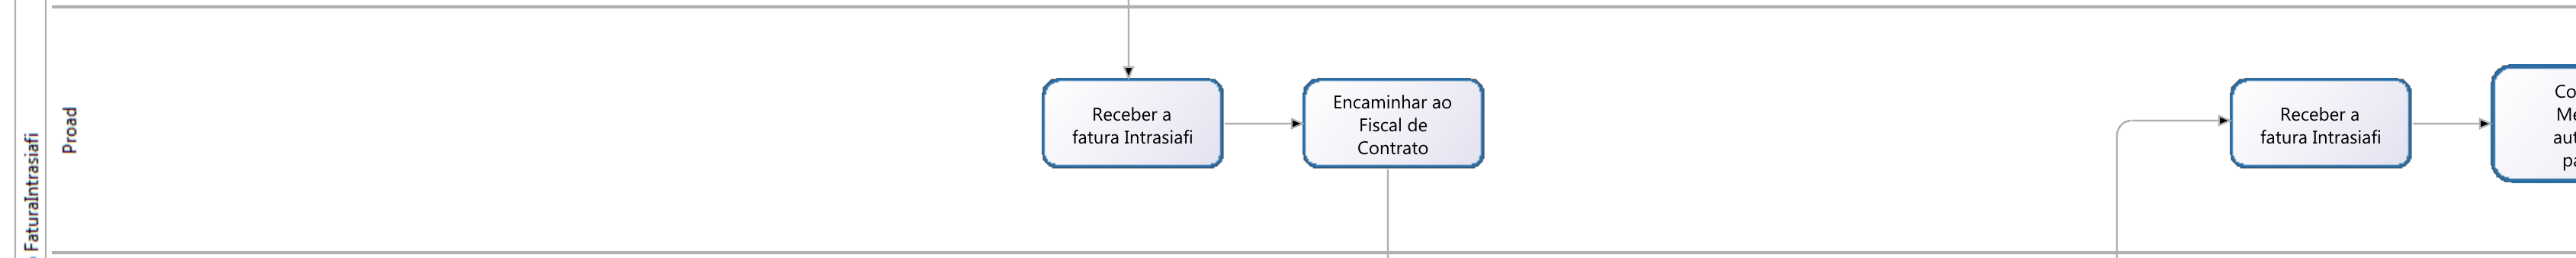 FaturaIntrasiafi
Proad
Receber a
fatura Intrasiafi
Encaminhar ao
Fiscal de
Contrato
Receber a
fatura Intrasiafi